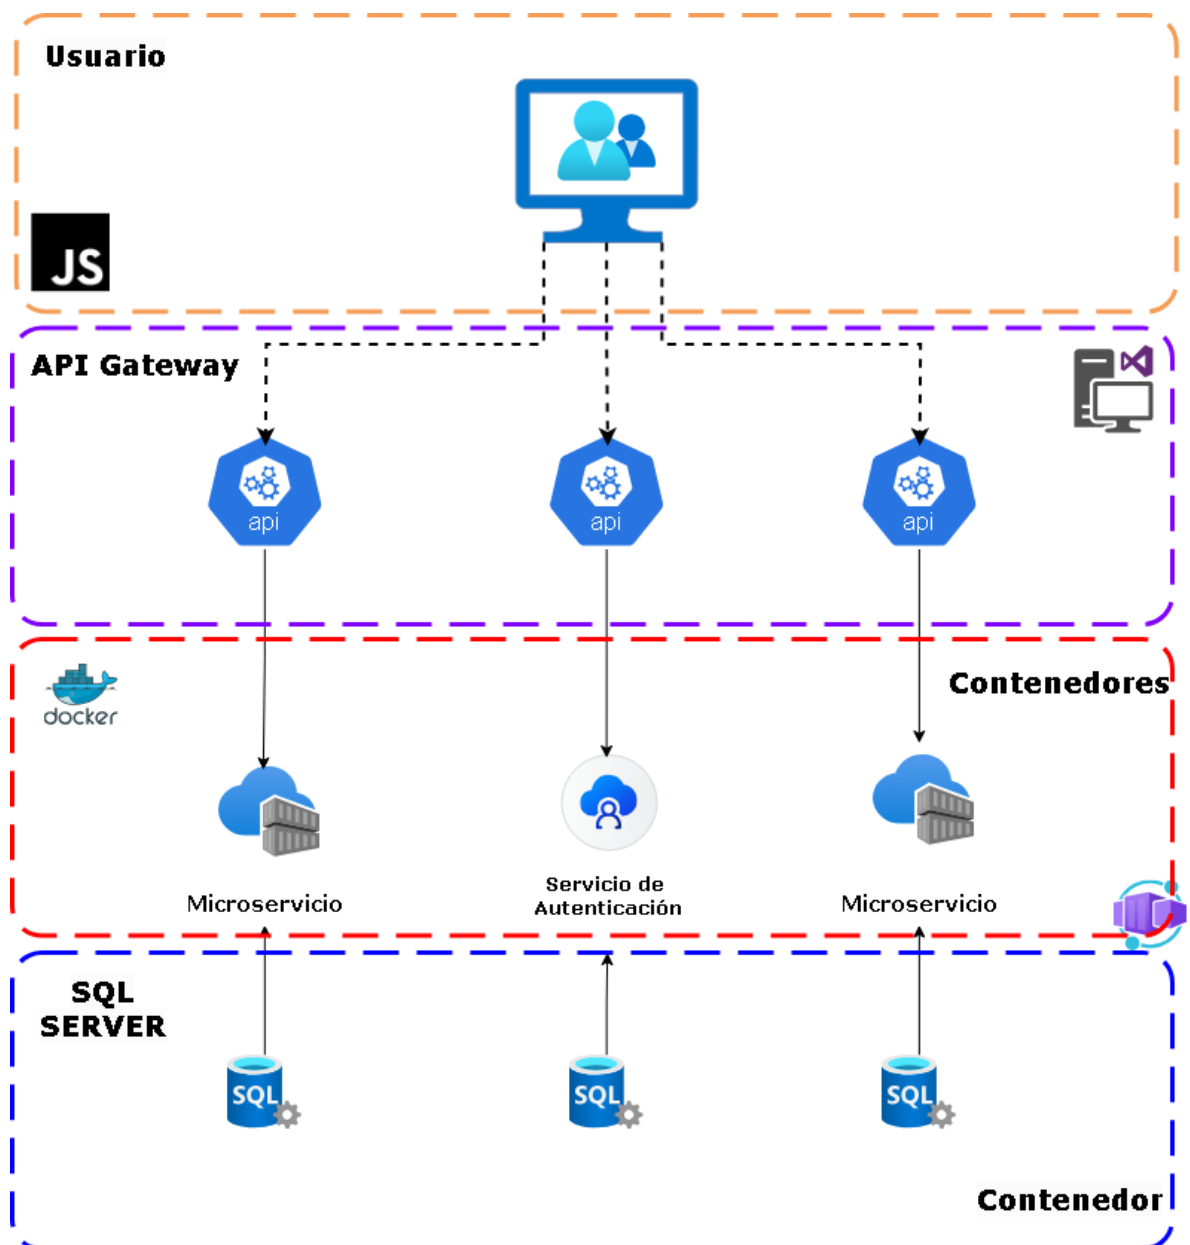 Usuario
JS
API Gateway
api
api
api
docker
Contenedores
Microservicio
Servicio de
Autenticación
Microservicio
SQL
SERVER
SQL
SQL
SQL
Contenedor